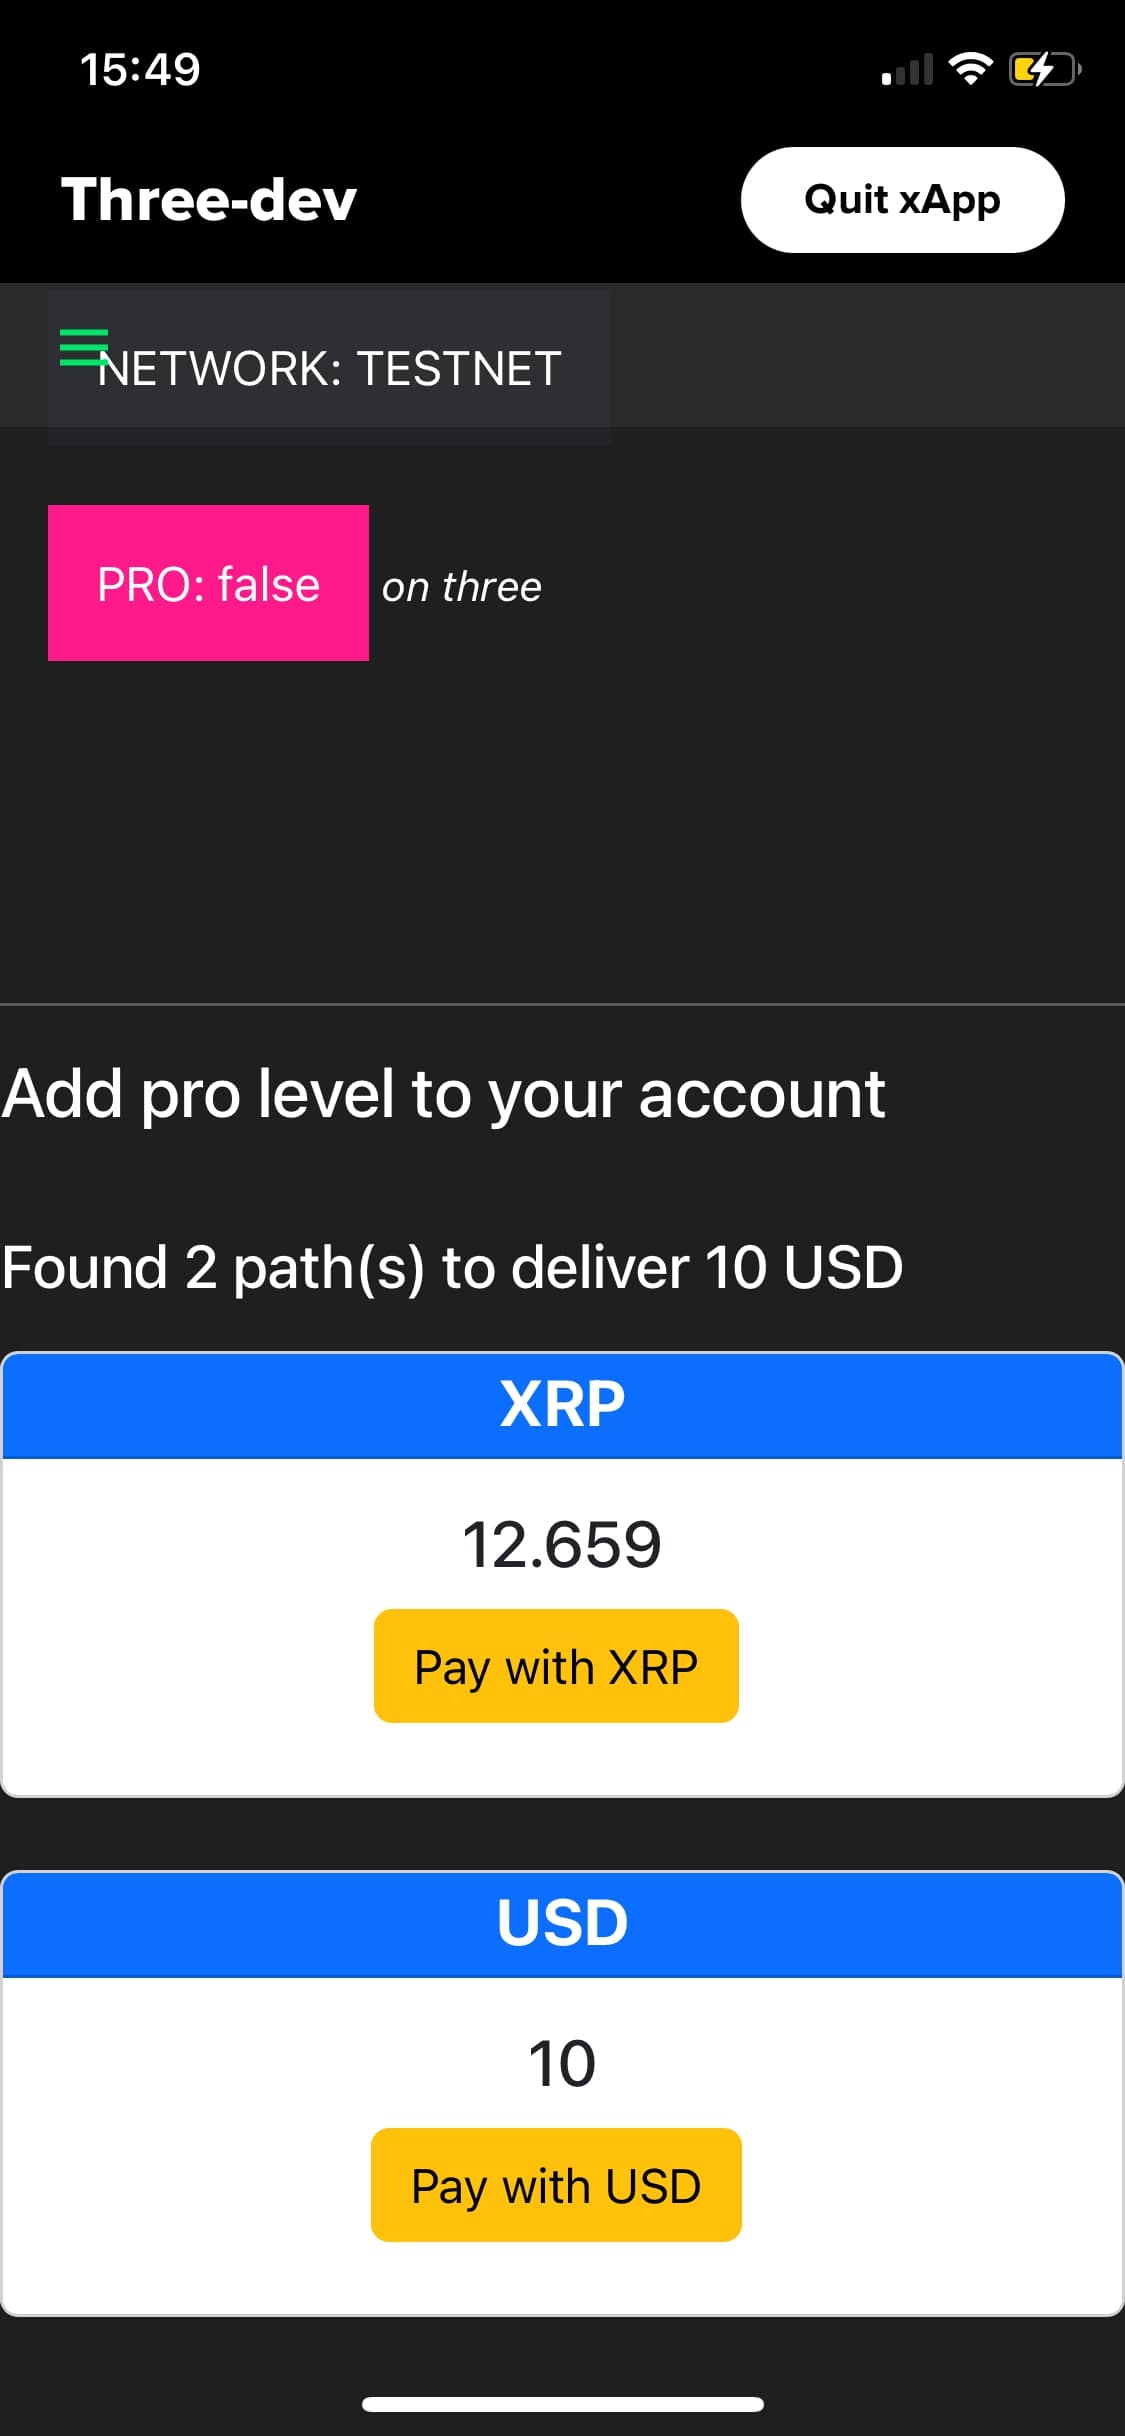 15:49
Three-dev
Quit xApp
NETWORK: TESTNET
PRO: false on three
Add pro level to your account
Found 2 path(s) to deliver 10 USD
XRP
12.659
Pay with XRP
USD
10
Pay with USD